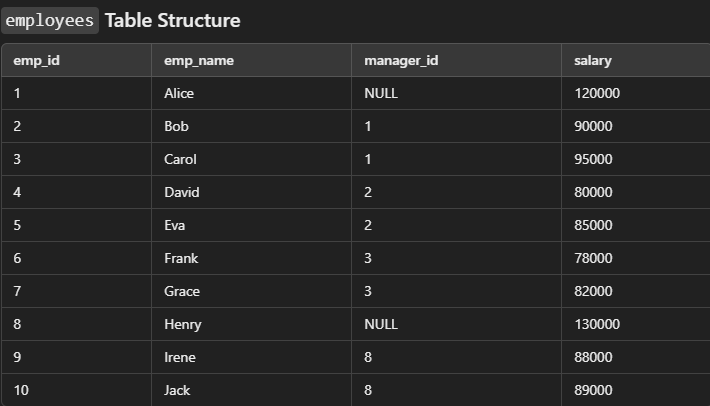 employees Table Structure
emp_id emp_name manager_id salary
1 Alice NULL 120000
2 Bob 1 90000
3 Carol 1 95000
4 David 2 80000
5 Eva 2 85000
6 Frank 3 78000
7 Grace 3 82000
8 Henry NULL 130000
9 Irene 8 88000
10 Jack 8 89000